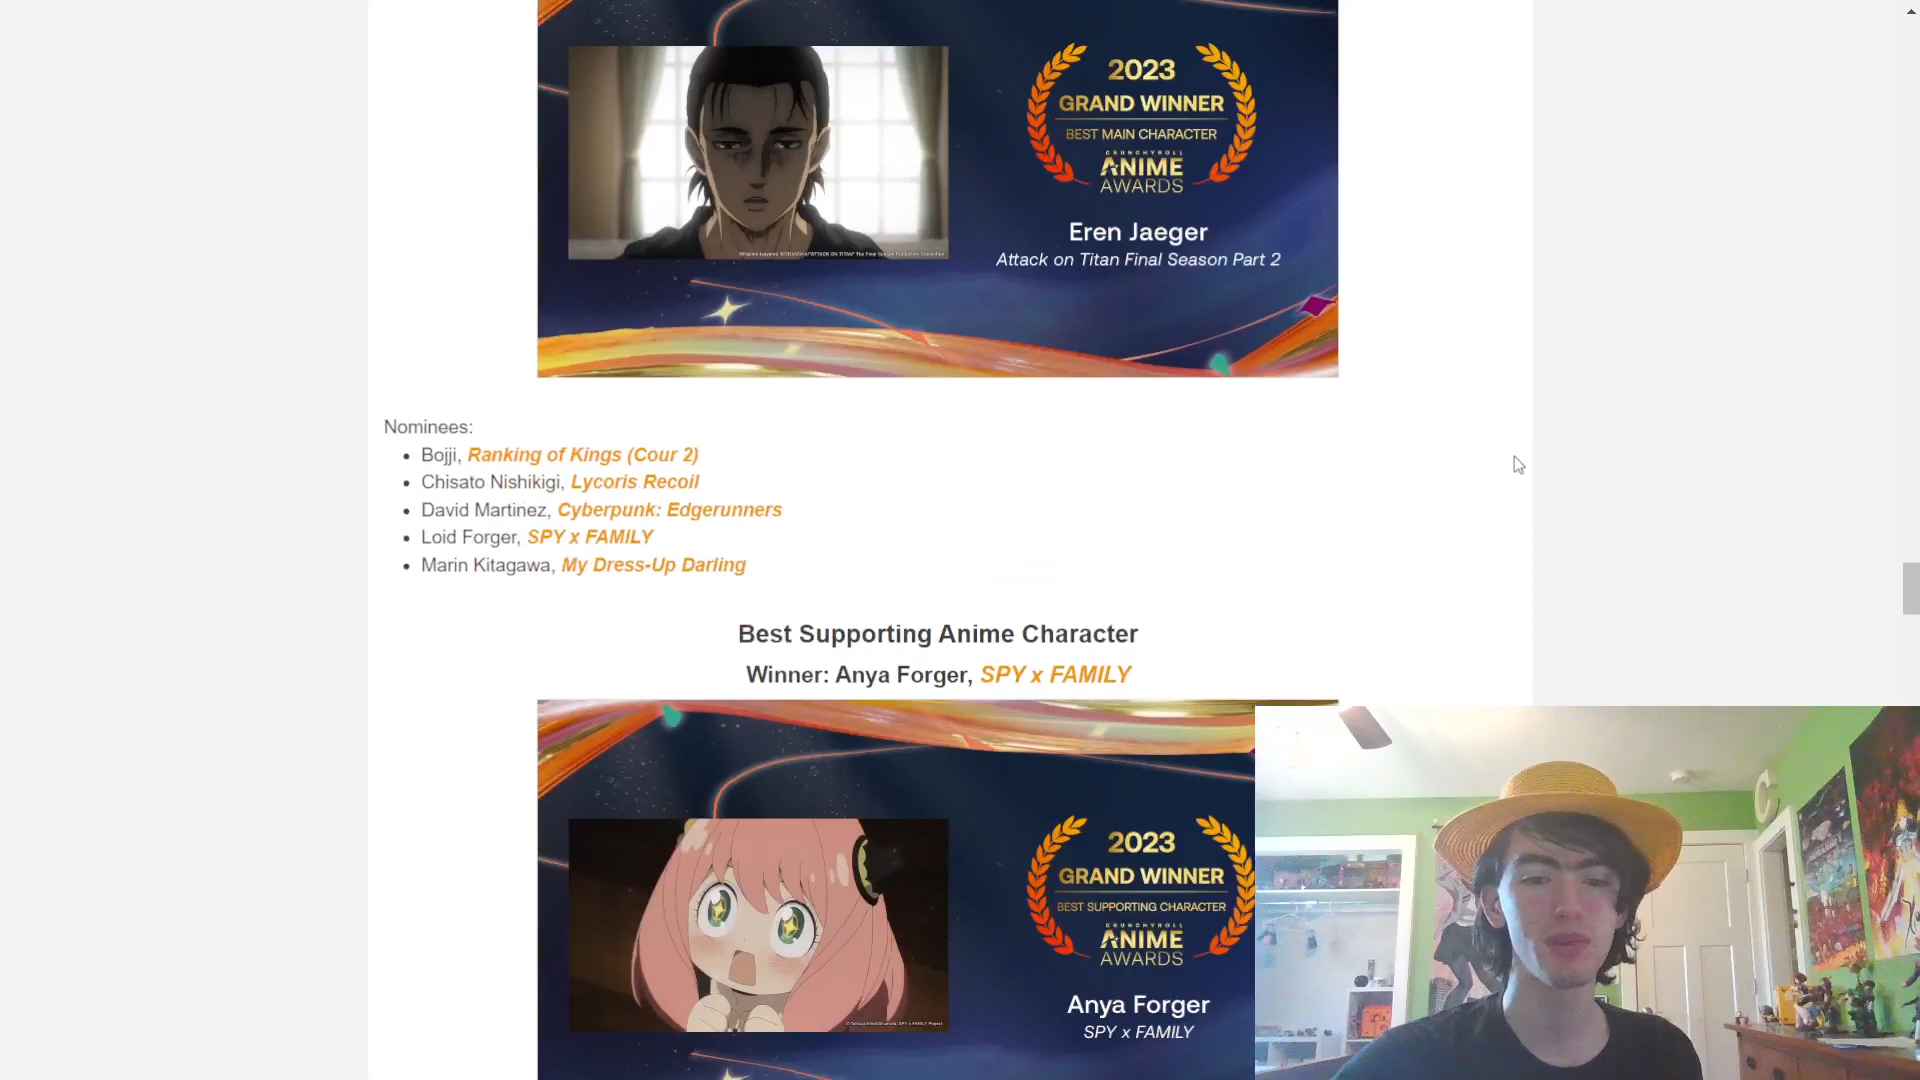 2023
GRAND WINNER
BEST MAIN CHARACTER
CRUNCHYROLL
ANIME
AWARDS
Eren Jaeger
Attack on Titan Final Season Part 2
Nominees:
Bojji, Ranking of Kings (Cour 2)
Chisato Nishikigi, Lycoris Recoil
David Martinez, Cyberpunk: Edgerunners
Loid Forger, SPY x FAMILY
Marin Kitagawa, My Dress-Up Darling
Best Supporting Anime Character
Winner: Anya Forger, SPY x FAMILY
2023
GRAND WINNER
BEST SUPPORTING CHARACTER
CRUNCHYROLL
ANIME
AWARDS
Anya Forger
SPY x FAMILY